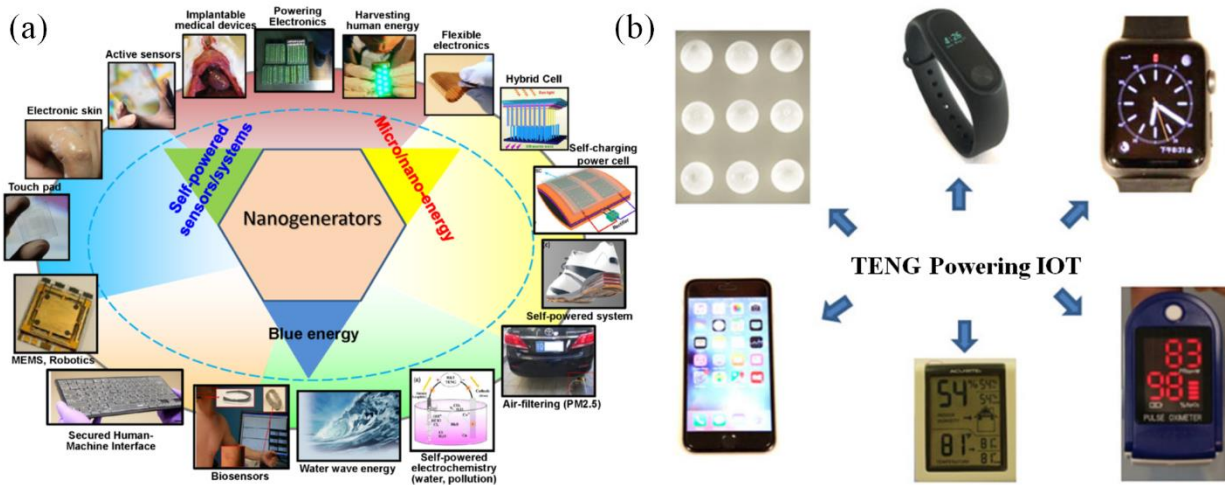 (a)
Implantable
medical devices
Powering
Electronics
Harvesting
human energy
Flexible
electronics
Active sensors
Hybrid Cell
Electronic skin
Self-charging
power cell
Touch pad
Self-powered
sensors/systems
Micro/nano-energy
Nanogenerators
Blue energy
Self-powered system
MEMS, Robotics
Air-filtering (PM2.5)
Secured Human-
Machine Interface
Biosensors
Water wave energy
Self-powered
electrochemistry
(water, pollution)
(b)
4:26
TENG Powering IOT
ACURITE
54%
81°
83
98
PULSE OXIMETER